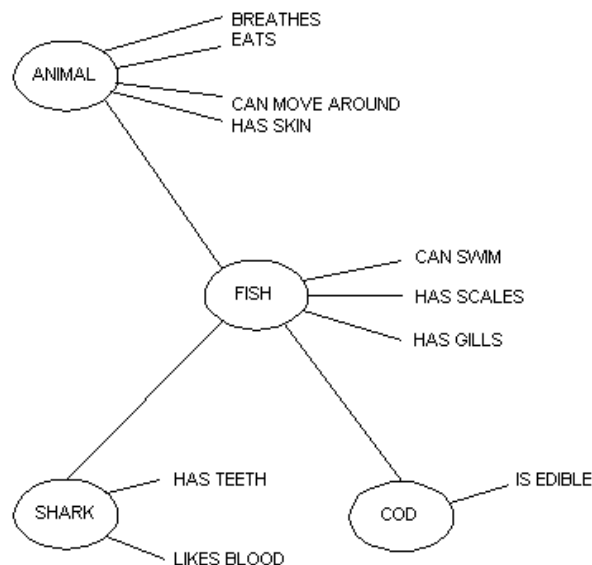 BREATHES
EATS
ANIMAL
CAN MOVE AROUND
HAS SKIN
CAN SWIM
FISH
HAS SCALES
HAS GILLS
HAS TEETH
IS EDIBLE
SHARK
COD
LIKES BLOOD